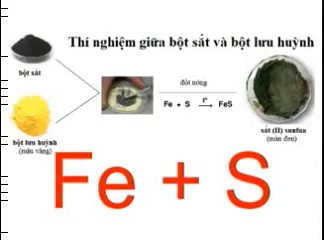 Thí nghiệm giữa bột sắt và bột lưu huỳnh
bột sắt
đốt nóng
Fe + S t° → FeS
bột lưu huỳnh
(màu vàng)
sắt (II) sunfua
(màu đen)
Fe + S